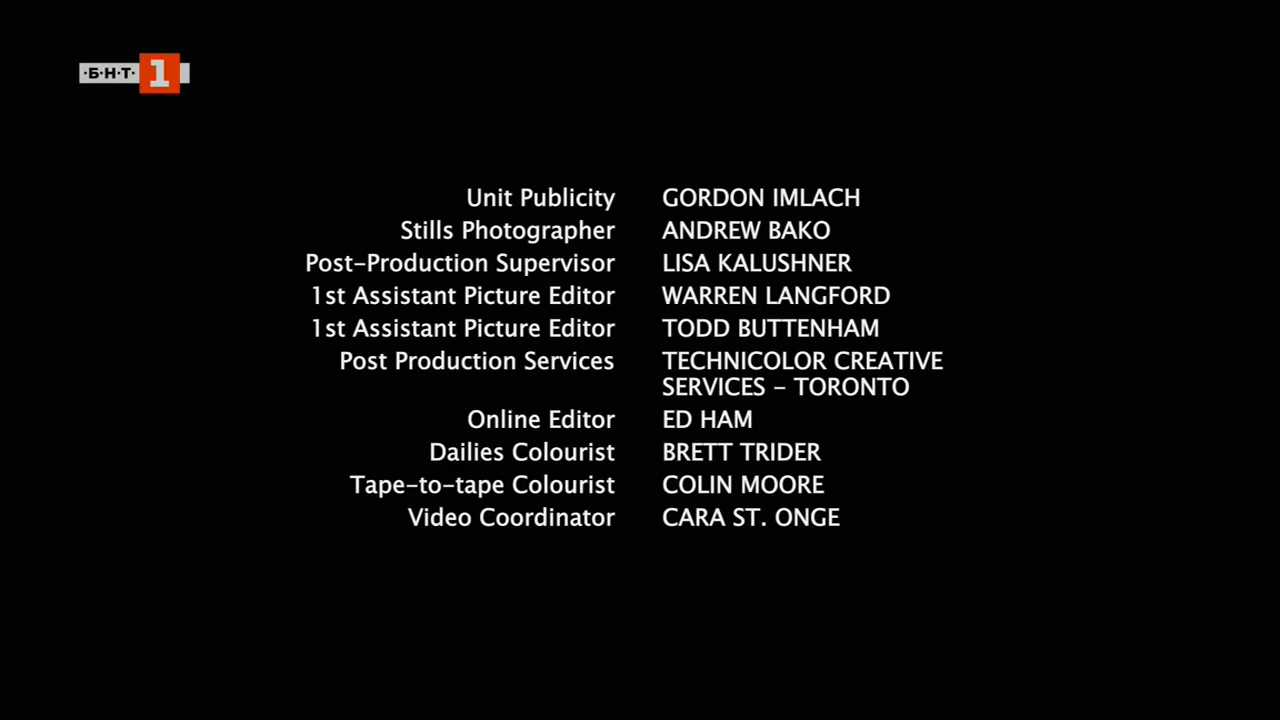 ·Б·Н·Т· 1
Unit Publicity GORDON IMLACH
Stills Photographer ANDREW BAKO
Post-Production Supervisor LISA KALUSHNER
1st Assistant Picture Editor WARREN LANGFORD
1st Assistant Picture Editor TODD BUTTENHAM
Post Production Services TECHNICOLOR CREATIVE
SERVICES - TORONTO
Online Editor ED HAM
Dailies Colourist BRETT TRIDER
Tape-to-tape Colourist COLIN MOORE
Video Coordinator CARA ST. ONGE